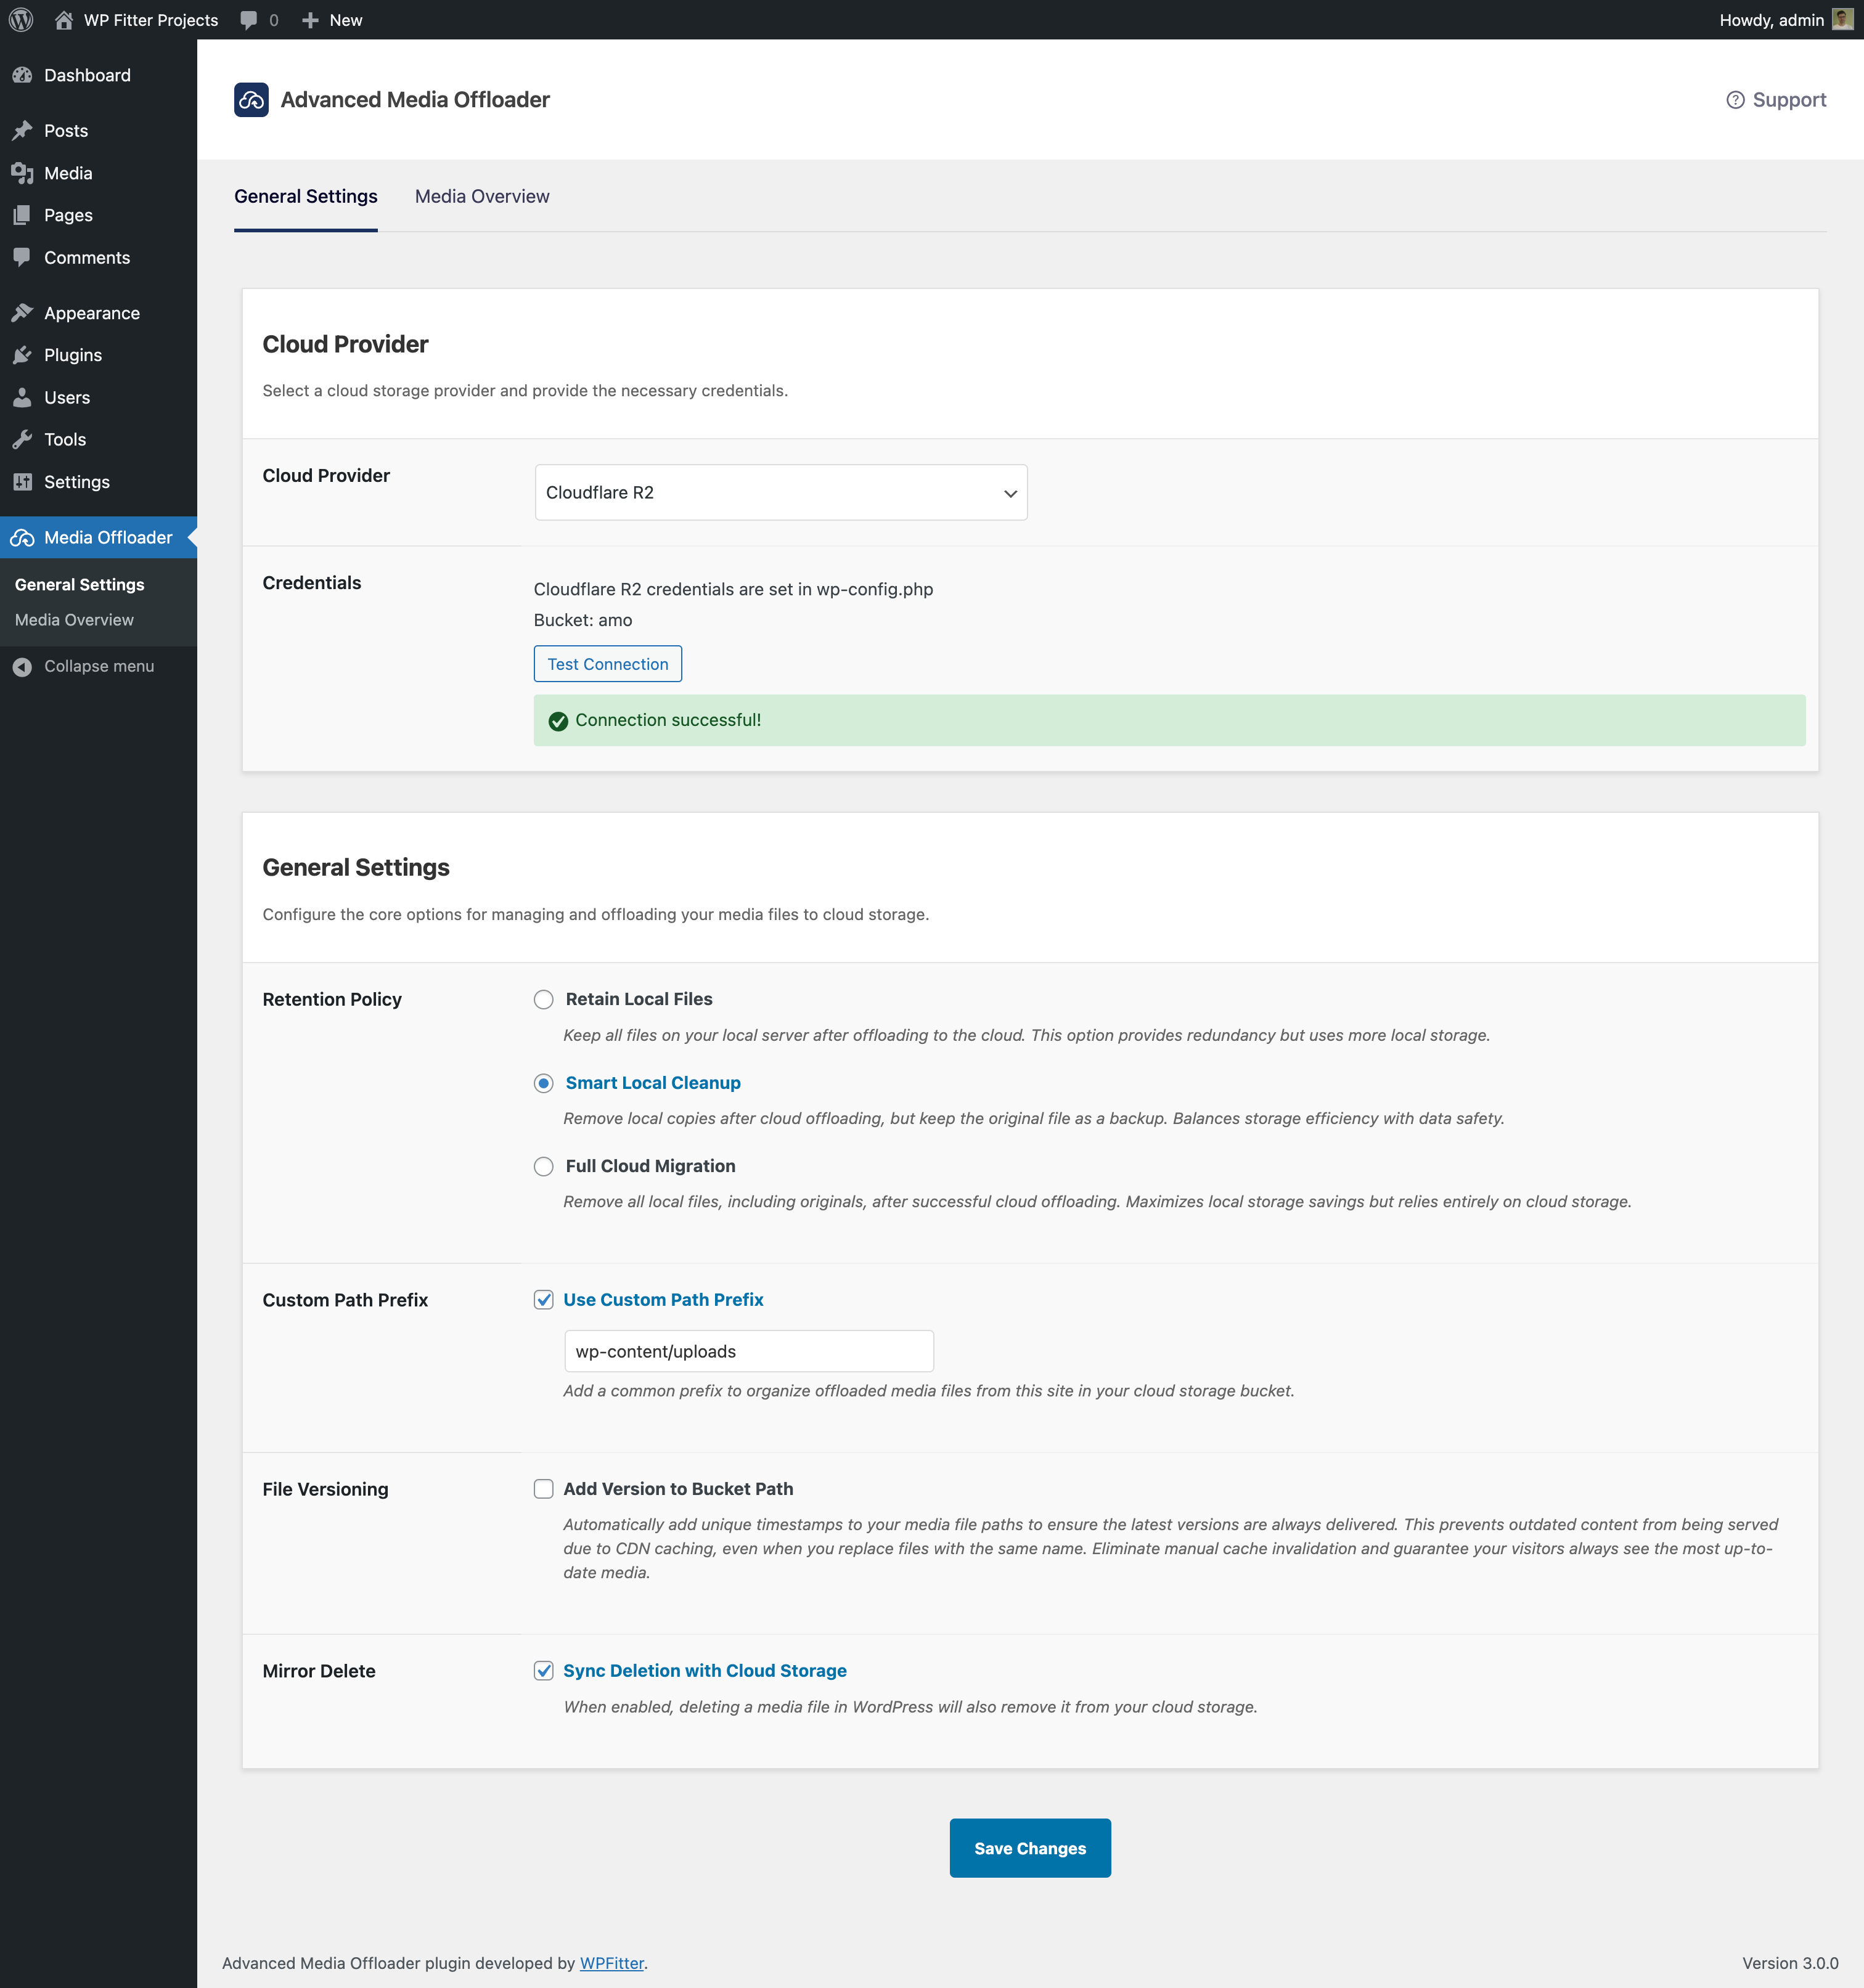 WP Fitter Projects
0
New
Howdy, admin
Dashboard
Posts
Media
Pages
Comments
Appearance
Plugins
Users
Tools
Settings
Media Offloader
General Settings
Media Overview
Collapse menu
Advanced Media Offloader
Support
General Settings
Media Overview
Cloud Provider
Select a cloud storage provider and provide the necessary credentials.
Cloud Provider
Cloudflare R2
Credentials
Cloudflare R2 credentials are set in wp-config.php
Bucket: amo
Test Connection
Connection successful!
General Settings
Configure the core options for managing and offloading your media files to cloud storage.
Retention Policy
Retain Local Files
Keep all files on your local server after offloading to the cloud. This option provides redundancy but uses more local storage.
Smart Local Cleanup
Remove local copies after cloud offloading, but keep the original file as a backup. Balances storage efficiency with data safety.
Full Cloud Migration
Remove all local files, including originals, after successful cloud offloading. Maximizes local storage savings but relies entirely on cloud storage.
Custom Path Prefix
Use Custom Path Prefix
wp-content/uploads
Add a common prefix to organize offloaded media files from this site in your cloud storage bucket.
File Versioning
Add Version to Bucket Path
Automatically add unique timestamps to your media file paths to ensure the latest versions are always delivered. This prevents outdated content from being served
due to CDN caching, even when you replace files with the same name. Eliminate manual cache invalidation and guarantee your visitors always see the most up-to-
date media.
Mirror Delete
Sync Deletion with Cloud Storage
When enabled, deleting a media file in WordPress will also remove it from your cloud storage.
Save Changes
Advanced Media Offloader plugin developed by WPFitter.
Version 3.0.0